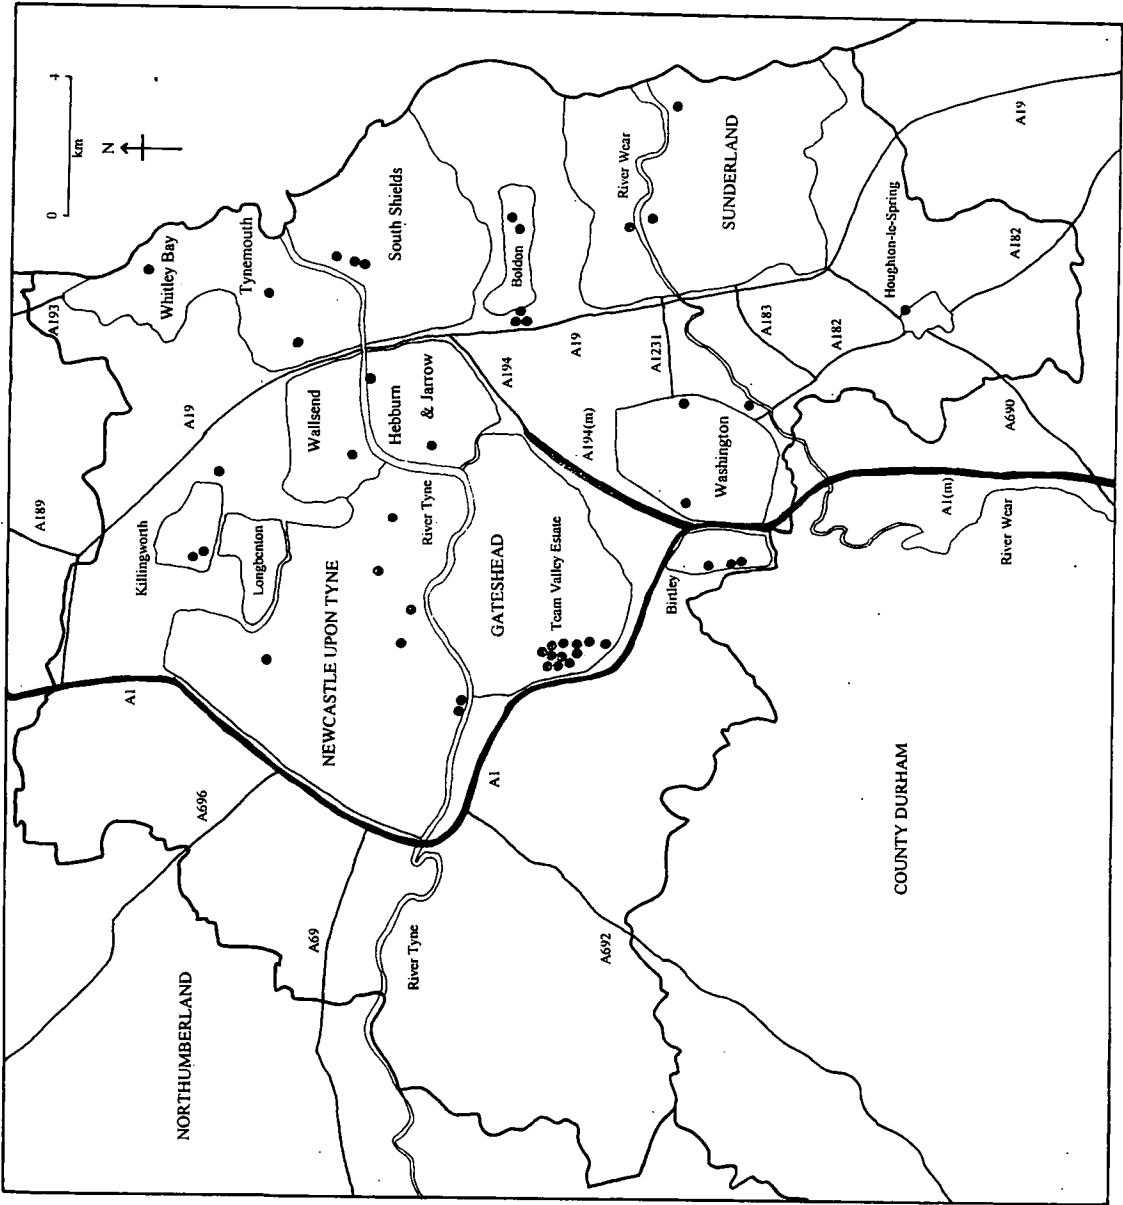 NORTHUMBERLAND
A696
A69
River Tyne
A692
COUNTY DURHAM
A1
A1
NEWCASTLE UPON TYNE
Killingworth
Longbenton
A189
A19
A193
Whitley Bay
Tynemouth
Wallsend
Hebburn
& Jarrow
River Tyne
GATESHEAD
Team Valley Estate
South Shields
Boldon
A194
A194(m)
A19
A1231
Washington
Birtley
River Wear
SUNDERLAND
A183
A182
Houghton-le-Spring
A182
A19
A690
A1(m)
River Wear
N
0
4
km